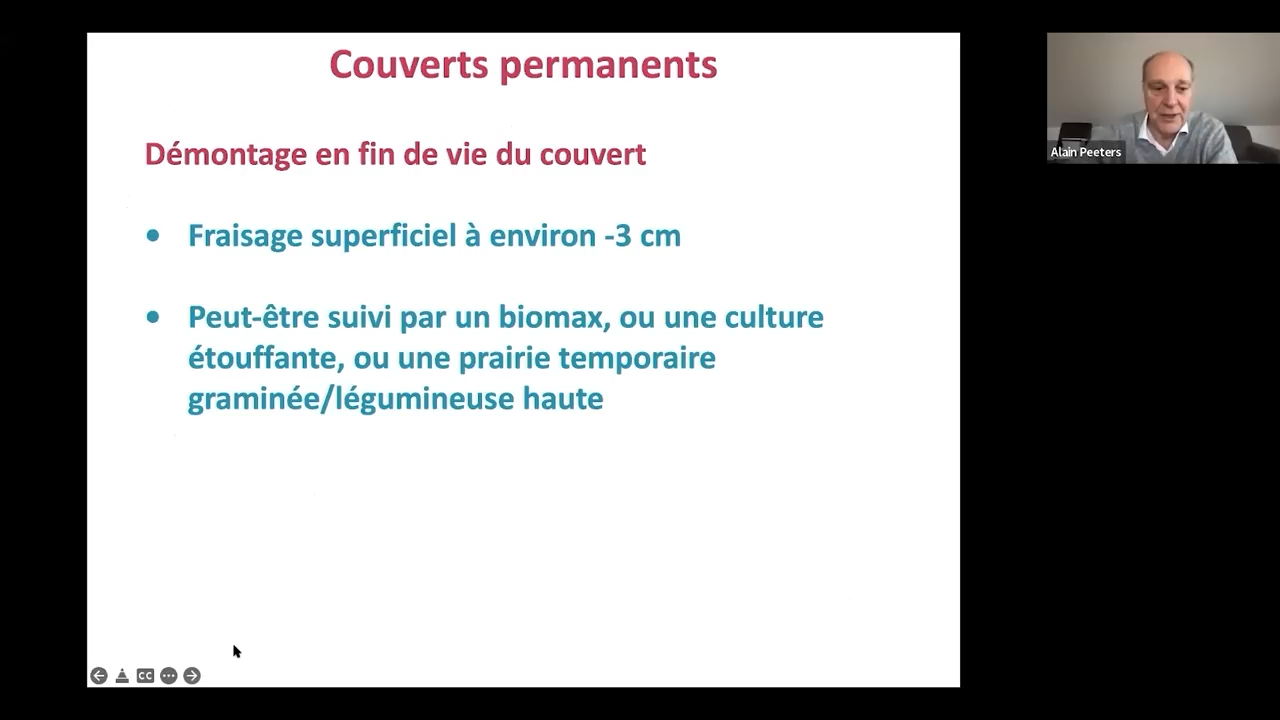 Couverts permanents
Démontage en fin de vie du couvert
• Fraisage superficiel à environ -3 cm
• Peut-être suivi par un biomax, ou une culture
étouffante, ou une prairie temporaire
graminée/légumineuse haute
Alain Peeters
CC